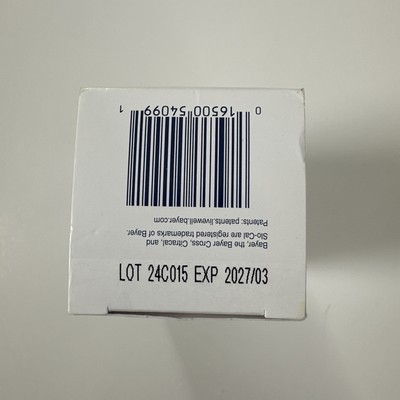 LOT 24C015 EXP 2027/03
Bayer, the Bayer Cross, Citracal, and
Slo-Cal are registered trademarks of Bayer.
Patents: patents.livewell.bayer.com
0 16500 54099 1